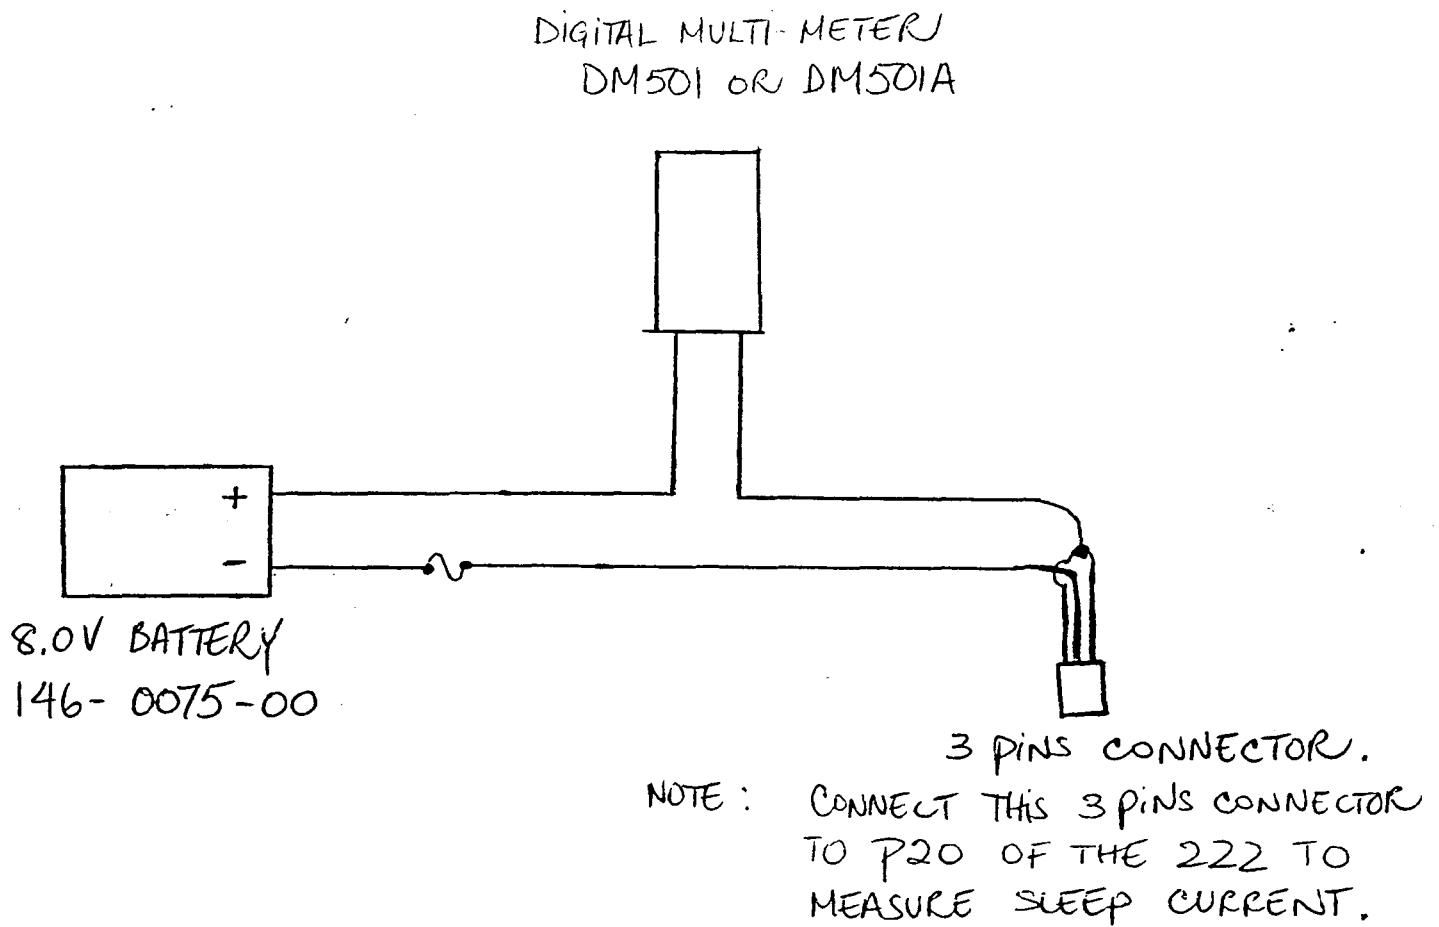 DiGiTAL MULTI-METER
DM501 OR DM501A
+
-
8.0V BATTERY
146-0075-00
3 PiNS CONNECTOR.
NOTE : CONNECT THiS 3 PiNS CONNECTOR
TO P20 OF THE 222 TO
MEASURE SLEEP CURRENT.